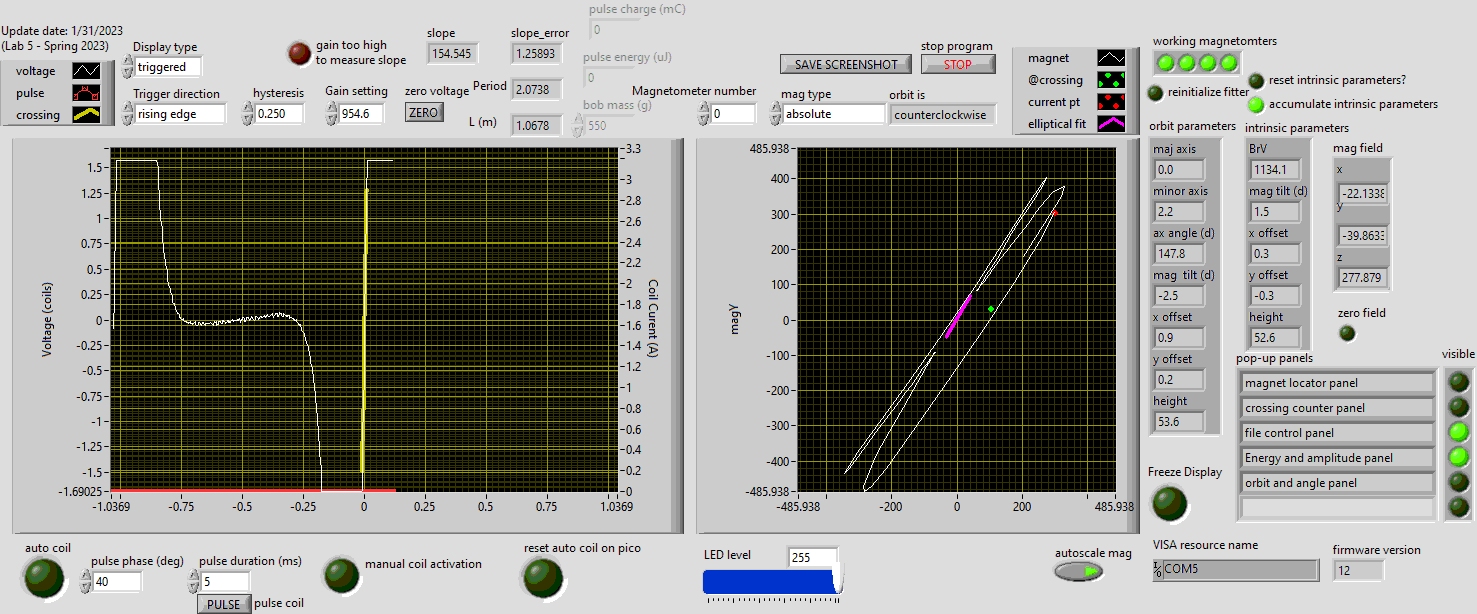 Update date: 1/31/2023
(Lab 5 - Spring 2023)
voltage
pulse
crossing
Display type
triggered
Trigger direction
rising edge
gain too high
to measure slope
hysteresis
0.250
Gain setting
954.6
slope
154.545
slope_error
1.25893
zero voltage
ZERO
Period
2.0738
L (m)
1.0678
pulse charge (mC)
0
pulse energy (uJ)
0
bob mass (g)
550
Magnetometer number
0
SAVE SCREENSHOT
stop program
STOP
mag type
absolute
orbit is
counterclockwise
magnet
@crossing
current pt
elliptical fit
working magnetomters
reinitialize fitter
reset intrinsic parameters?
accumulate intrinsic parameters
Voltage (coils)
1.5
1.25
1
0.75
0.5
0.25
0
-0.25
-0.5
-0.75
-1
-1.25
-1.5
-1.69025
-1.0369
-0.75
-0.5
-0.25
0
0.25
0.5
0.75
1.0369
3.3
3
2.8
2.6
2.4
2.2
2
1.8
1.6
1.4
1.2
1
0.8
0.6
0.4
0.2
0
Coil Curent (A)
magy
485.938
400
300
200
100
0
-100
-200
-300
-400
-485.938
-485.938
-200
0
200
485.938
orbit parameters
maj axis
0.0
minor axis
2.2
ax angle (d)
147.8
mag tilt (d)
-2.5
x offset
0.9
y offset
0.2
height
53.6
intrinsic parameters
BrV
1134.1
mag tilt (d)
1.5
x offset
0.3
y offset
-0.3
height
52.6
mag field
x
-22.1338
y
-39.8633
z
277.879
zero field
pop-up panels
visible
magnet locator panel
crossing counter panel
file control panel
Energy and amplitude panel
orbit and angle panel
Freeze Display
auto coil
pulse phase (deg)
40
pulse duration (ms)
5
PULSE
pulse coil
manual coil activation
reset auto coil on pico
LED level
255
autoscale mag
VISA resource name
COM5
firmware version
12